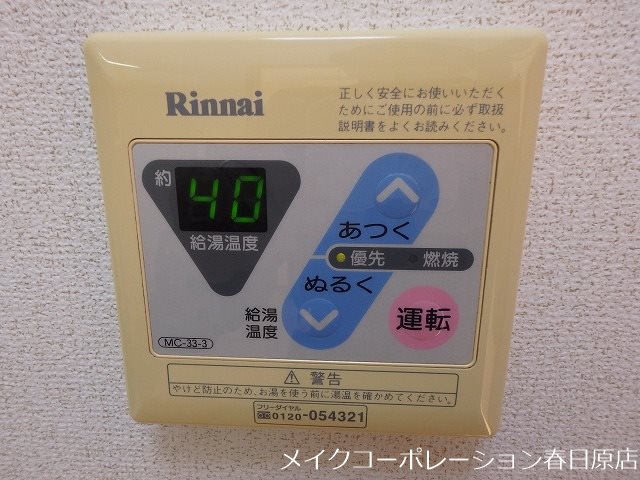 Rinnai
正しく安全にお使いいただく
ためにご使用の前に必ず取扱
説明書をよくお読みください。
約
40
給湯温度
あつく
優先
燃焼
ぬるく
給湯
温度
運転
MC-33-3
⚠警告
やけど防止のため、お湯を使う前に湯温を確かめてください。
フリーダイヤル
0120-054321
メイクコーポレーション春日原店